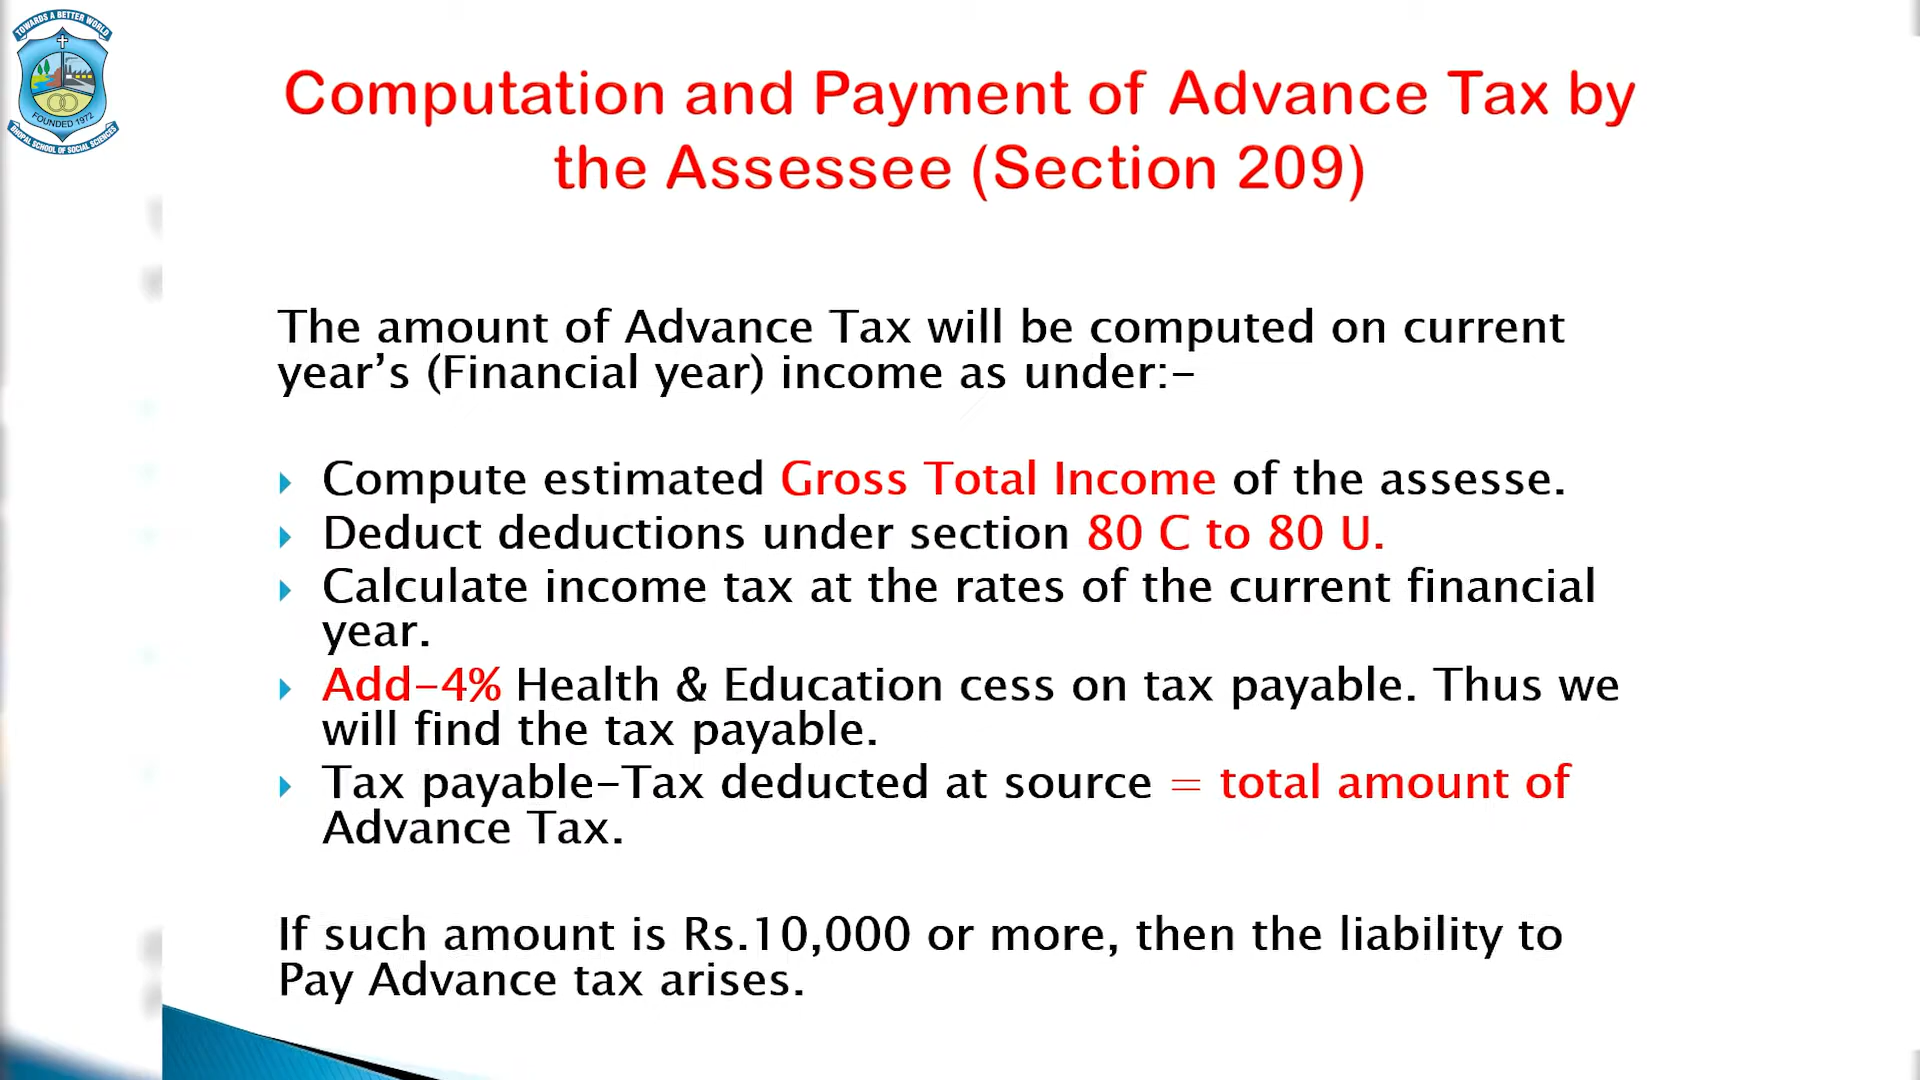 TOWARDS A BETTER WORLD
FOUNDED 1972
BHOPAL SCHOOL OF SOCIAL SCIENCES
Computation and Payment of Advance Tax by
the Assessee (Section 209)
The amount of Advance Tax will be computed on current
year’s (Financial year) income as under:-
Compute estimated Gross Total Income of the assesse.
Deduct deductions under section 80 C to 80 U.
Calculate income tax at the rates of the current financial
year.
Add-4% Health & Education cess on tax payable. Thus we
will find the tax payable.
Tax payable-Tax deducted at source = total amount of
Advance Tax.
If such amount is Rs.10,000 or more, then the liability to
Pay Advance tax arises.